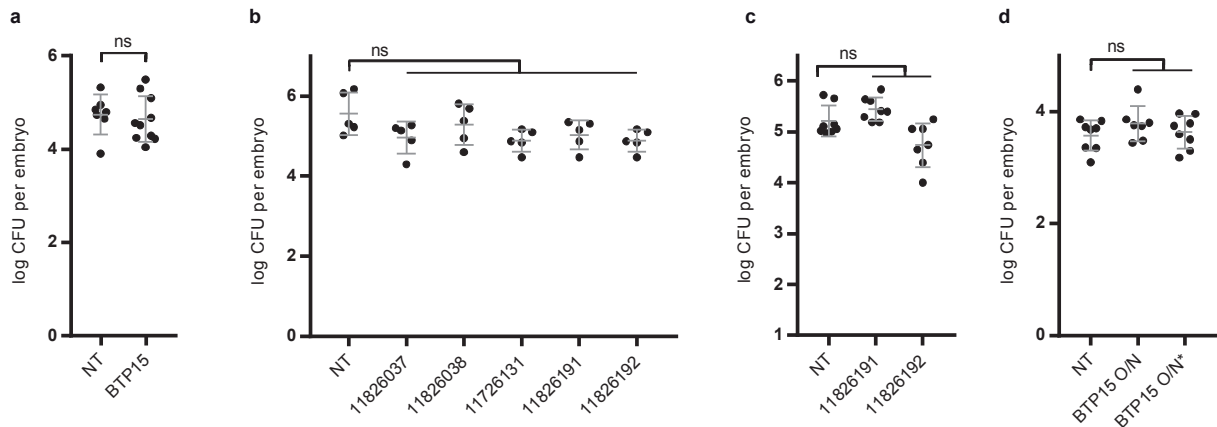 a
ns
log CFU per embryo
6
4
2
0
NT
BTP15
b
ns
log CFU per embryo
6
4
2
0
NT
11826037
11826038
11726131
11826191
11826192
c
ns
log CFU per embryo
6
5
4
3
2
1
NT
11826191
11826192
d
ns
log CFU per embryo
4
2
0
NT
BTP15 O/N
BTP15 O/N*